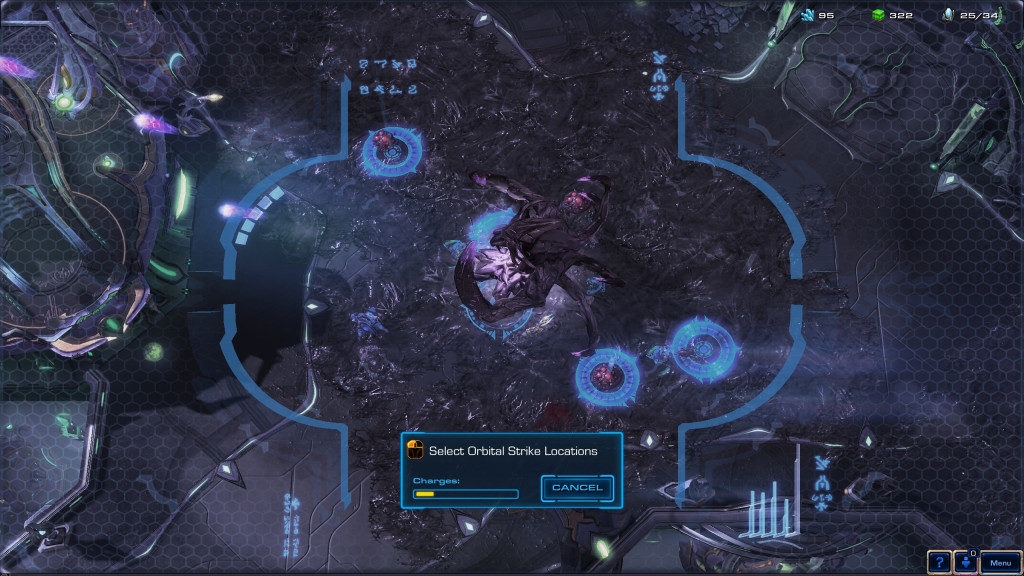 95 322 25/34
Select Orbital Strike Locations
Charges:
CANCEL
? 0 Menu